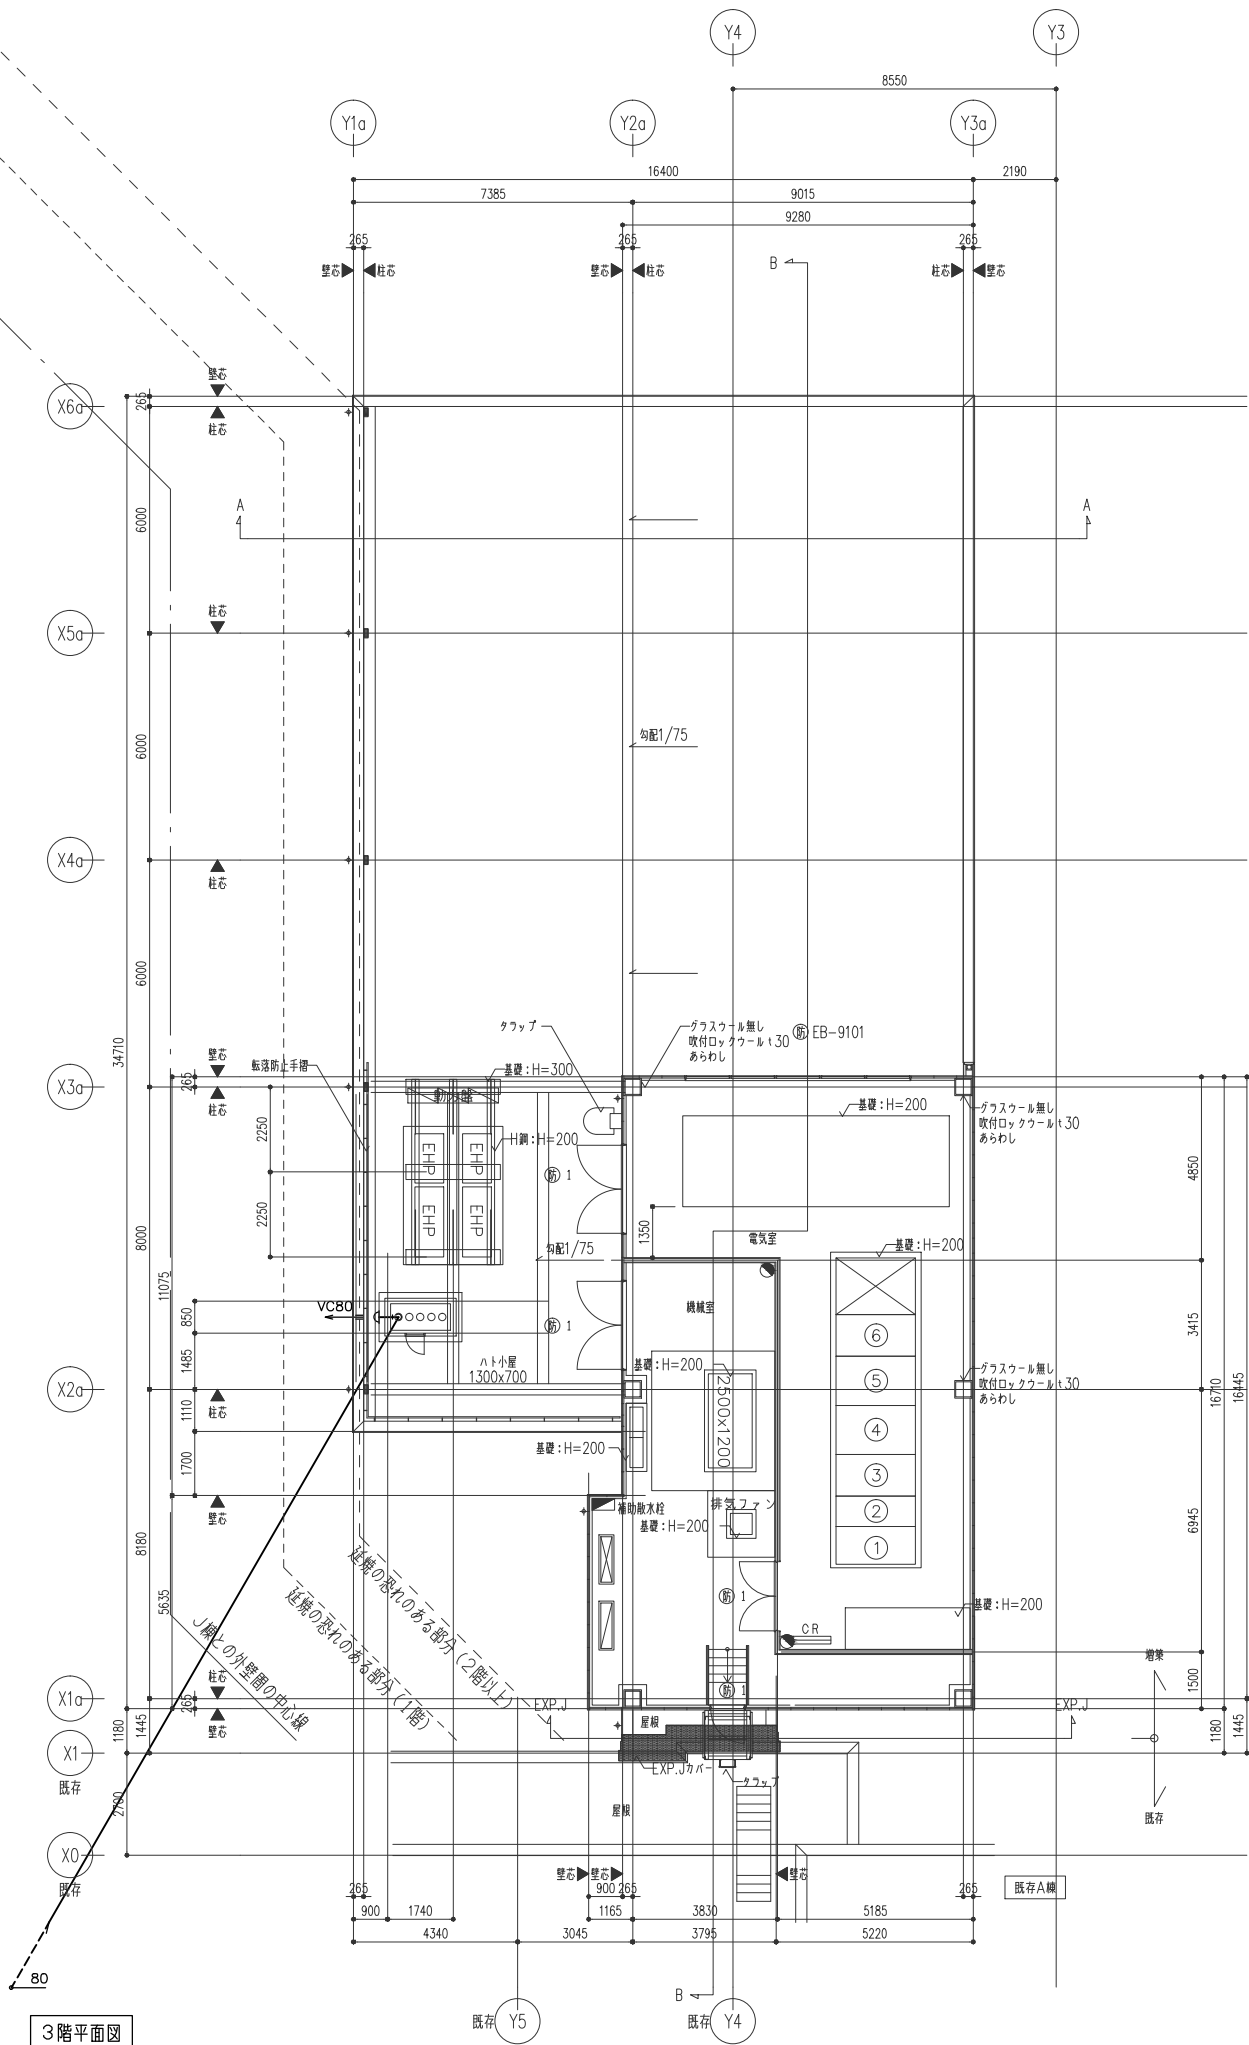 Y4
Y3
8550
Y1a
Y2a
Y3a
16400
2190
7385
9015
9280
265
265
265
壁芯
柱芯
壁芯
柱芯
B
柱芯
壁芯
壁芯
265
X6a
柱芯
6000
A
A
柱芯
X5a
6000
勾配1/75
X4a
柱芯
6000
34710
タラップ
グラスウール無し
吹付ロックウールt30
あらわし
防 EB-9101
壁芯
転落防止手摺
基礎:H=300
X3a
265
柱芯
基礎:H=200
グラスウール無し
吹付ロックウールt30
あらわし
2250
H鋼:H=200
EHP
EHP
防 1
4850
2250
EHP
EHP
1350
電気室
8000
勾配1/75
基礎:H=200
11075
機械室
VC80
850
防 1
6
3415
1485
ハト小屋
1300x700
基礎:H=200
グラスウール無し
吹付ロックウールt30
あらわし
5
X2a
2500x1200
16710
16445
1110
柱芯
4
基礎:H=200
1700
3
補助散水栓
排気ファン
壁芯
基礎:H=200
2
6945
8180
1
延焼の恐れのある部分(2階以上)
延焼の恐れのある部分(1階)
J棟との外壁間の中心線
5635
防 1
基礎:H=200
CR
増築
柱芯
防 1
1500
X1a
265
EXP.J
EXP.J
屋根
壁芯
1180
1445
1180
1445
X1
既存
EXP.Jカバー
タラップ
2700
屋根
既存
X0
既存
壁芯
壁芯
壁芯
265
900
265
265
既存A棟
900
1740
1165
3830
5185
4340
3045
3795
5220
80
B
既存
Y5
既存
Y4
3階平面図